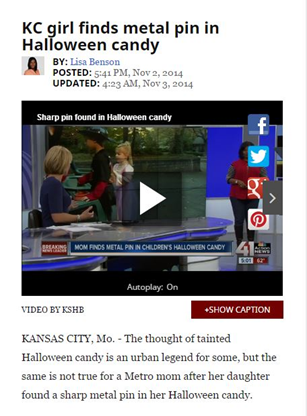 KC girl finds metal pin in
Halloween candy
BY: Lisa Benson
POSTED: 5:41 PM, Nov 2, 2014
UPDATED: 4:23 AM, Nov 3, 2014
Sharp pin found in Halloween candy
BREAKING
MOM FINDS METAL PIN IN CHILDREN'S HALLOWEEN CANDY
41
5:01 62°
Autoplay: On
VIDEO BY KSHB
+SHOW CAPTION
KANSAS CITY, Mo. - The thought of tainted
Halloween candy is an urban legend for some, but the
same is not true for a Metro mom after her daughter
found a sharp metal pin in her Halloween candy.